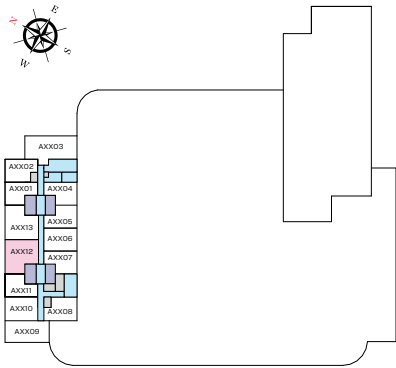 N
E
S
W
AXX03
AXX02
AXX01 AXX04
AXX13 AXX05
AXX06
AXX12 AXX07
AXX11
AXX10 AXX08
AXX09